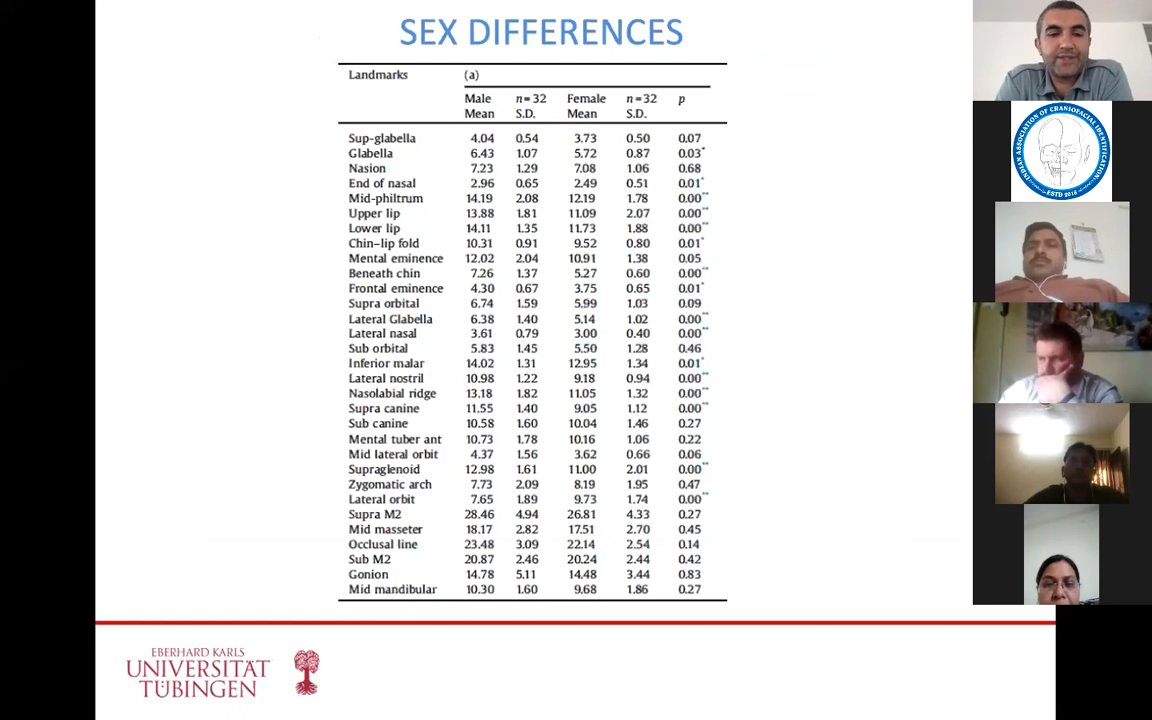 SEX DIFFERENCES
Landmarks (a)
Male n=32 Female n=32 p
Mean S.D. Mean S.D.
Sup-glabella 4.04 0.54 3.73 0.50 0.07
Glabella 6.43 1.07 5.72 0.87 0.03*
Nasion 7.23 1.29 7.08 1.06 0.68
End of nasal 2.96 0.65 2.49 0.51 0.01*
Mid-philtrum 14.19 2.08 12.19 1.78 0.00**
Upper lip 13.88 1.81 11.09 2.07 0.00**
Lower lip 14.11 1.35 11.73 1.88 0.00**
Chin-lip fold 10.31 0.91 9.52 0.80 0.01*
Mental eminence 12.02 2.04 10.91 1.38 0.05
Beneath chin 7.26 1.37 5.27 0.60 0.00**
Frontal eminence 4.30 0.67 3.75 0.65 0.01*
Supra orbital 6.74 1.59 5.99 1.03 0.09
Lateral Glabella 6.38 1.40 5.14 1.02 0.00**
Lateral nasal 3.61 0.79 3.00 0.40 0.00**
Sub orbital 5.83 1.45 5.50 1.28 0.46
Inferior malar 14.02 1.31 12.95 1.34 0.01*
Lateral nostril 10.98 1.22 9.18 0.94 0.00**
Nasolabial ridge 13.18 1.82 11.05 1.32 0.00**
Supra canine 11.55 1.40 9.05 1.12 0.00**
Sub canine 10.58 1.60 10.04 1.46 0.27
Mental tuber ant 10.73 1.78 10.16 1.06 0.22
Mid lateral orbit 4.37 1.56 3.62 0.66 0.06
Supraglenoid 12.98 1.61 11.00 2.01 0.00**
Zygomatic arch 7.73 2.09 8.19 1.95 0.47
Lateral orbit 7.65 1.89 9.73 1.74 0.00**
Supra M2 28.46 4.94 26.81 4.33 0.27
Mid masseter 18.17 2.82 17.51 2.70 0.45
Occlusal line 23.48 3.09 22.14 2.54 0.14
Sub M2 20.87 2.46 20.24 2.44 0.42
Gonion 14.78 5.11 14.48 3.44 0.83
Mid mandibular 10.30 1.60 9.68 1.86 0.27
EBERHARD KARLS
UNIVERSITÄT
TÜBINGEN
INDIAN ASSOCIATION OF CRANIOFACIAL IDENTIFICATION
ESTD 2018